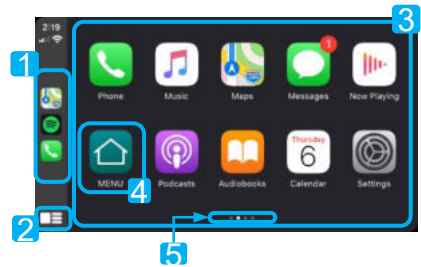 2:19
1
2
3
4
5
1
Phone
Music
Maps
Messages
Now Playing
Thursday
6
MENU
Podcasts
Audiobooks
Calendar
Settings